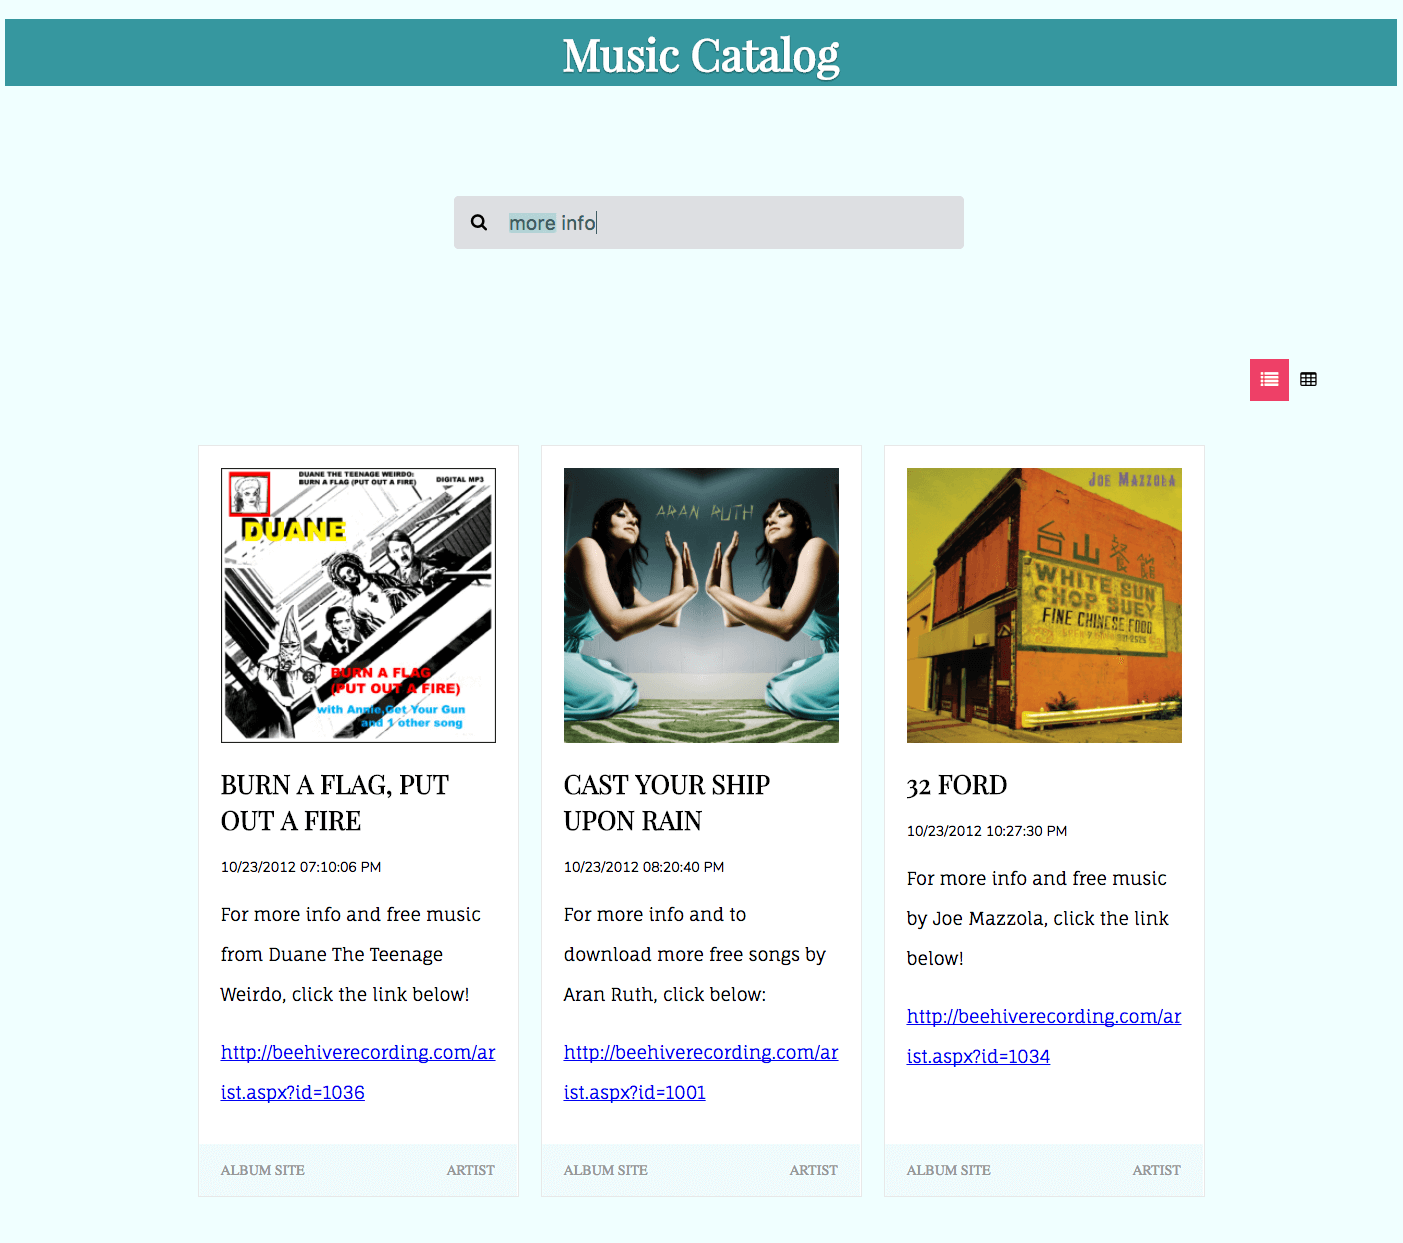 Music Catalog
more info
DUANE THE TEENAGE WEIRDO:
BURN A FLAG (PUT OUT A FIRE)
DIGITAL MP3
DUANE
BURN A FLAG
(PUT OUT A FIRE)
with Annie,Get Your Gun
and 1 other song
ARAN RUTH
JOE MAZZOLA
台山餐館
WHITE SUN
CHOP SUEY
FINE CHINESE FOOD
BURN A FLAG, PUT
OUT A FIRE
10/23/2012 07:10:06 PM
For more info and free music
from Duane The Teenage
Weirdo, click the link below!
http://beehiverecording.com/ar
ist.aspx?id=1036
ALBUM SITE
ARTIST
CAST YOUR SHIP
UPON RAIN
10/23/2012 08:20:40 PM
For more info and to
download more free songs by
Aran Ruth, click below:
http://beehiverecording.com/ar
ist.aspx?id=1001
ALBUM SITE
ARTIST
32 FORD
10/23/2012 10:27:30 PM
For more info and free music
by Joe Mazzola, click the link
below!
http://beehiverecording.com/ar
ist.aspx?id=1034
ALBUM SITE
ARTIST